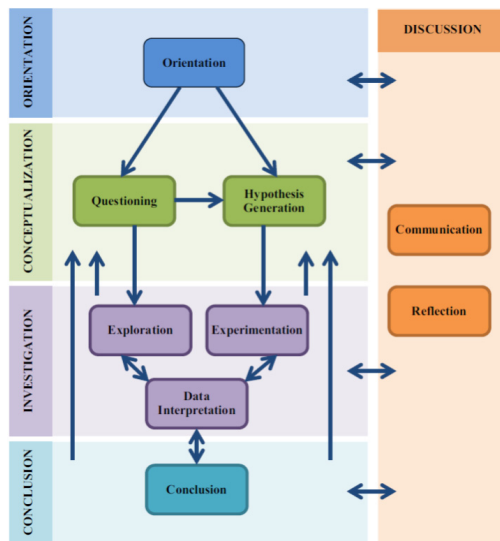 ORIENTATION
Orientation
CONCEPTUALIZATION
Questioning
Hypothesis
Generation
INVESTIGATION
Exploration
Experimentation
Data
Interpretation
CONCLUSION
Conclusion
DISCUSSION
Communication
Reflection